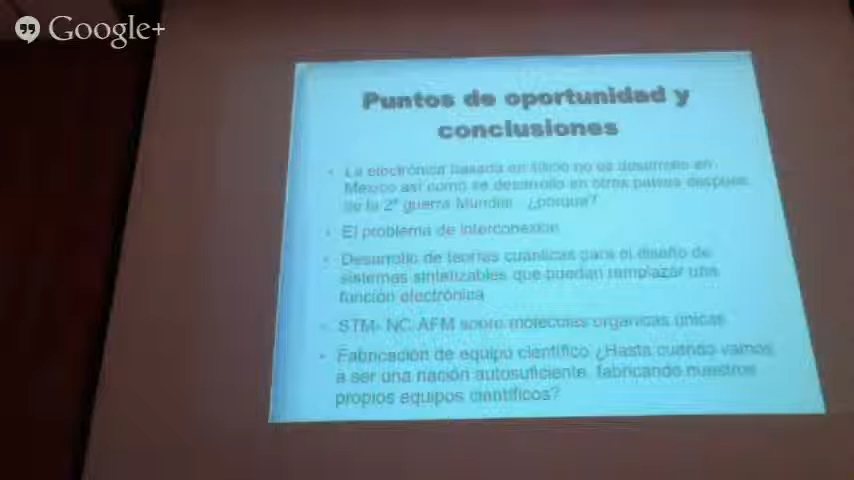 Google+
Puntos de oportunidad y
conclusiones
• La electrónica basada en silicio no se desarrollo en
México así como se desarrollo en otros países después
de la 2ª guerra Mundial. ¿porque?
• El problema de interconexión
• Desarrollo de teorías cuánticas para el diseño de
sistemas sintetizables que puedan remplazar una
función electrónica
• STM- NC AFM sobre moléculas orgánicas únicas
• Fabricación de equipo científico ¿Hasta cuando vamos
a ser una nación autosuficiente, fabricando nuestros
propios equipos científicos?